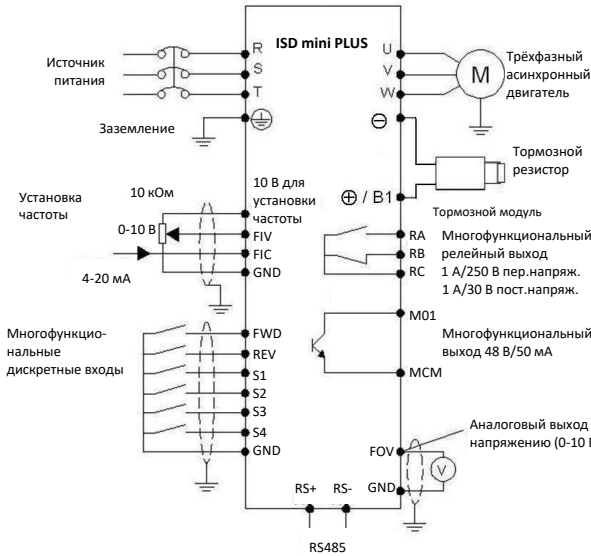 ISD mini PLUS
Источник
питания
R
S
T
Заземление
U
V
W
M
Трёхфазный
асинхронный
двигатель
⊖
⊕ / B1
Тормозной
резистор
Тормозной модуль
Установка
частоты
10 кОм
0-10 В
4-20 мА
10 В для
установки
частоты
FIV
FIC
GND
RA
RB
RC
Многофункциональный
релейный выход
1 А/250 В пер.напряж.
1 А/30 В пост.напряж.
Многофункцио-
нальные
дискретные входы
FWD
REV
S1
S2
S3
S4
GND
M01
MCM
Многофункциональный
выход 48 В/50 мА
FOV
GND
V
Аналоговый выход
напряжению (0-10 В
RS+ RS-
RS485